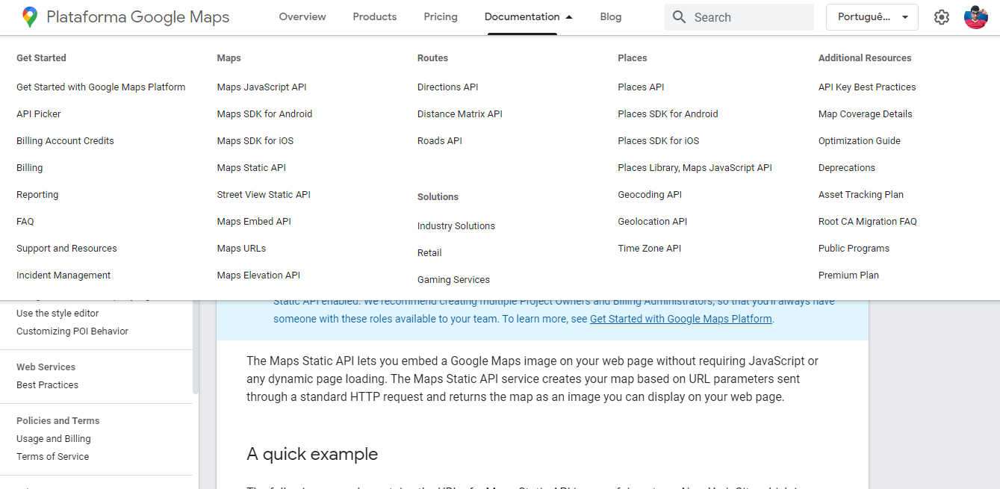 Plataforma Google Maps
Overview
Products
Pricing
Documentation
Blog
Search
Portuguê...
Get Started
Get Started with Google Maps Platform
API Picker
Billing Account Credits
Billing
Reporting
FAQ
Support and Resources
Incident Management
Maps
Maps JavaScript API
Maps SDK for Android
Maps SDK for iOS
Maps Static API
Street View Static API
Maps Embed API
Maps URLs
Maps Elevation API
Routes
Directions API
Distance Matrix API
Roads API
Solutions
Industry Solutions
Retail
Gaming Services
Places
Places API
Places SDK for Android
Places SDK for iOS
Places Library, Maps JavaScript API
Geocoding API
Geolocation API
Time Zone API
Additional Resources
API Key Best Practices
Map Coverage Details
Optimization Guide
Deprecations
Asset Tracking Plan
Root CA Migration FAQ
Public Programs
Premium Plan
Use the style editor
Customizing POI Behavior
Web Services
Best Practices
Policies and Terms
Usage and Billing
Terms of Service
Static API enabled. We recommend creating multiple Project Owners and Billing Administrators, so that you'll always have
someone with these roles available to your team. To learn more, see Get Started with Google Maps Platform.
The Maps Static API lets you embed a Google Maps image on your web page without requiring JavaScript or
any dynamic page loading. The Maps Static API service creates your map based on URL parameters sent
through a standard HTTP request and returns the map as an image you can display on your web page.
A quick example